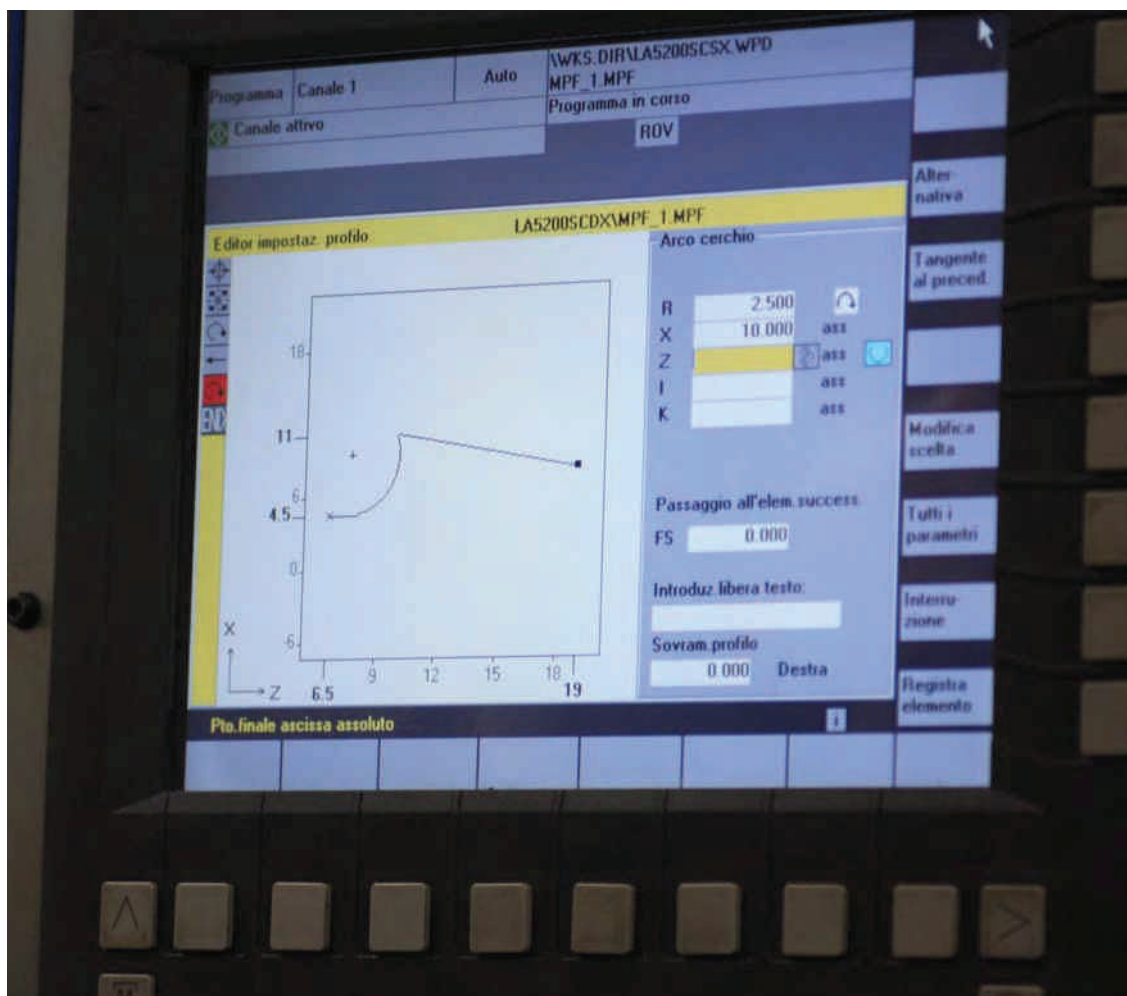 Programma
Canale 1
Auto
\WKS.DIR\LA5200SCSX.WPD
MPF_1.MPF
Canale attivo
Programma in corso
ROV
Editor impostaz. profilo
LA5200SCDX\MPF_1.MPF
Arco cerchio
R 2.500
X 10.000 ass
Z ass
I ass
K ass
18
11
6
4.5
0
-6
X
Z
9 12 15 18
6.5 19
Passaggio all'elem.success.
FS 0.000
Introduz.libera testo:
Sovram.profilo
0.000 Destra
Pto.finale ascissa assoluto
i
Alter-
nativa
Tangente
al preced.
Modifica
scelta
Tutti i
parametri
Interru-
zione
Registra
elemento